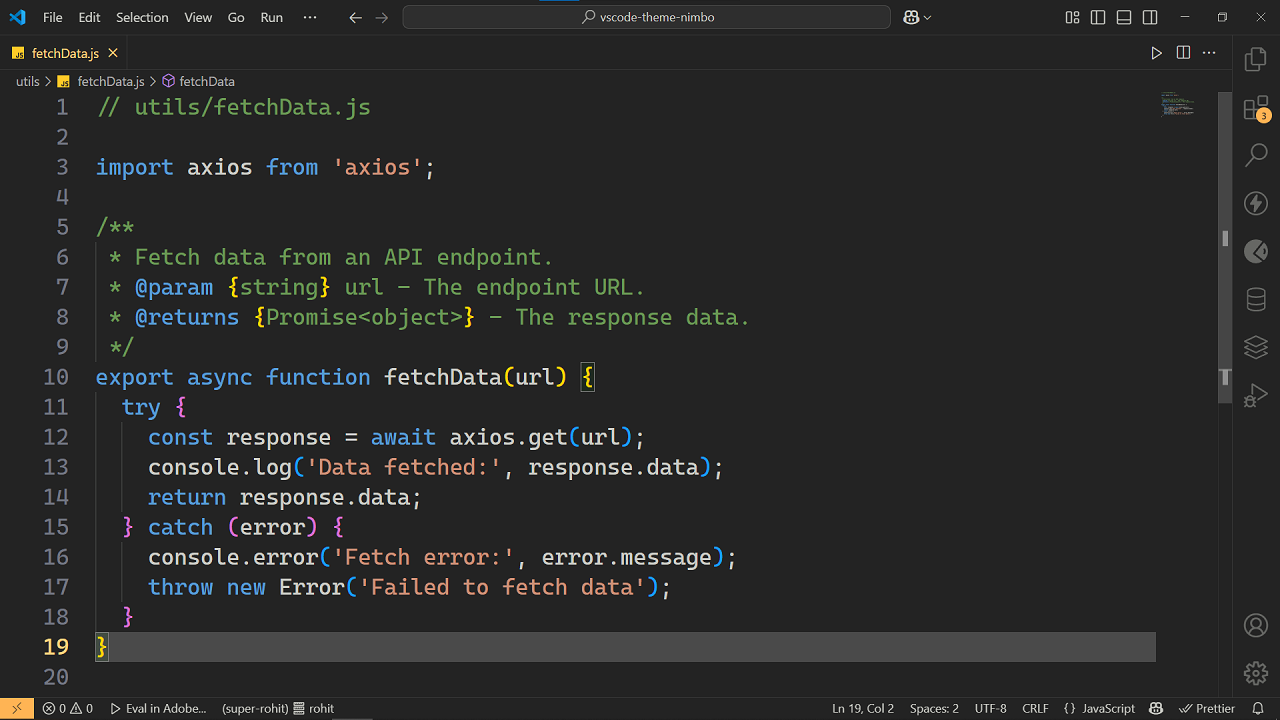 File Edit Selection View Go Run ··· vscode-theme-nimbo
JS fetchData.js
utils > JS fetchData.js > fetchData
1 // utils/fetchData.js
2
3 import axios from 'axios';
4
5 /**
6  * Fetch data from an API endpoint.
7  * @param {string} url - The endpoint URL.
8  * @returns {Promise<object>} - The response data.
9  */
10 export async function fetchData(url) {
11   try {
12     const response = await axios.get(url);
13     console.log('Data fetched:', response.data);
14     return response.data;
15   } catch (error) {
16     console.error('Fetch error:', error.message);
17     throw new Error('Failed to fetch data');
18   }
19 }
20
3
0 0 Eval in Adobe... (super-rohit) rohit Ln 19, Col 2 Spaces: 2 UTF-8 CRLF {} JavaScript Prettier